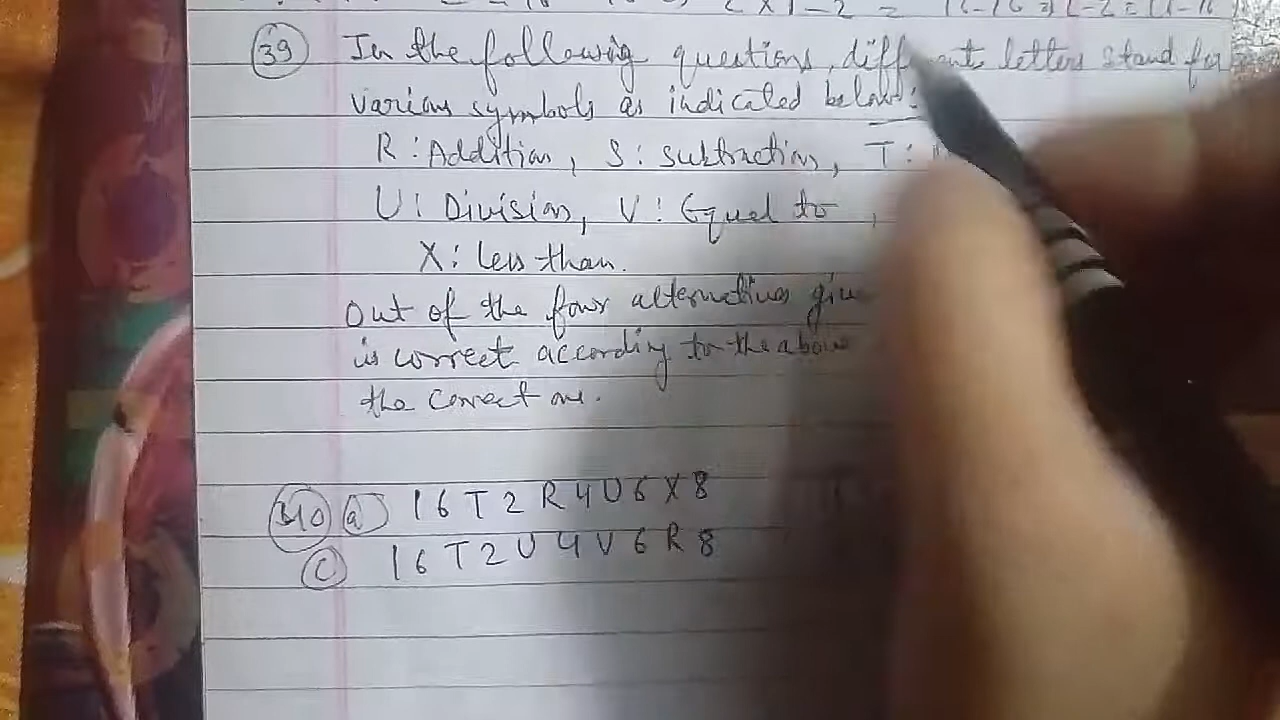 39 In the following questions, different letters stand for
various symbols as indicated below:
R : Addition, S : subtraction, T :
U : Division, V : Equal to ,
X : Less than.
Out of the four alternatives
is correct according to the above
the correct one.
340 (a) 16 T 2 R 4 U 6 X 8
(C) 16 T 2 U 4 V 6 R 8